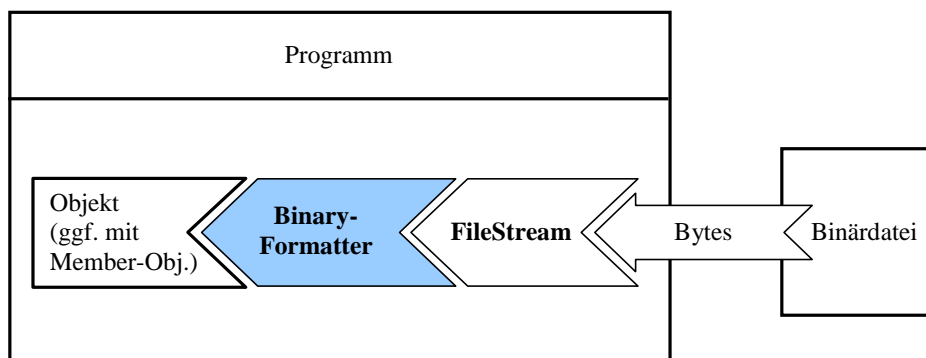 Programm
Objekt
(ggf. mit
Member-Obj.)
Binary-
Formatter
FileStream
Bytes
Binärdatei